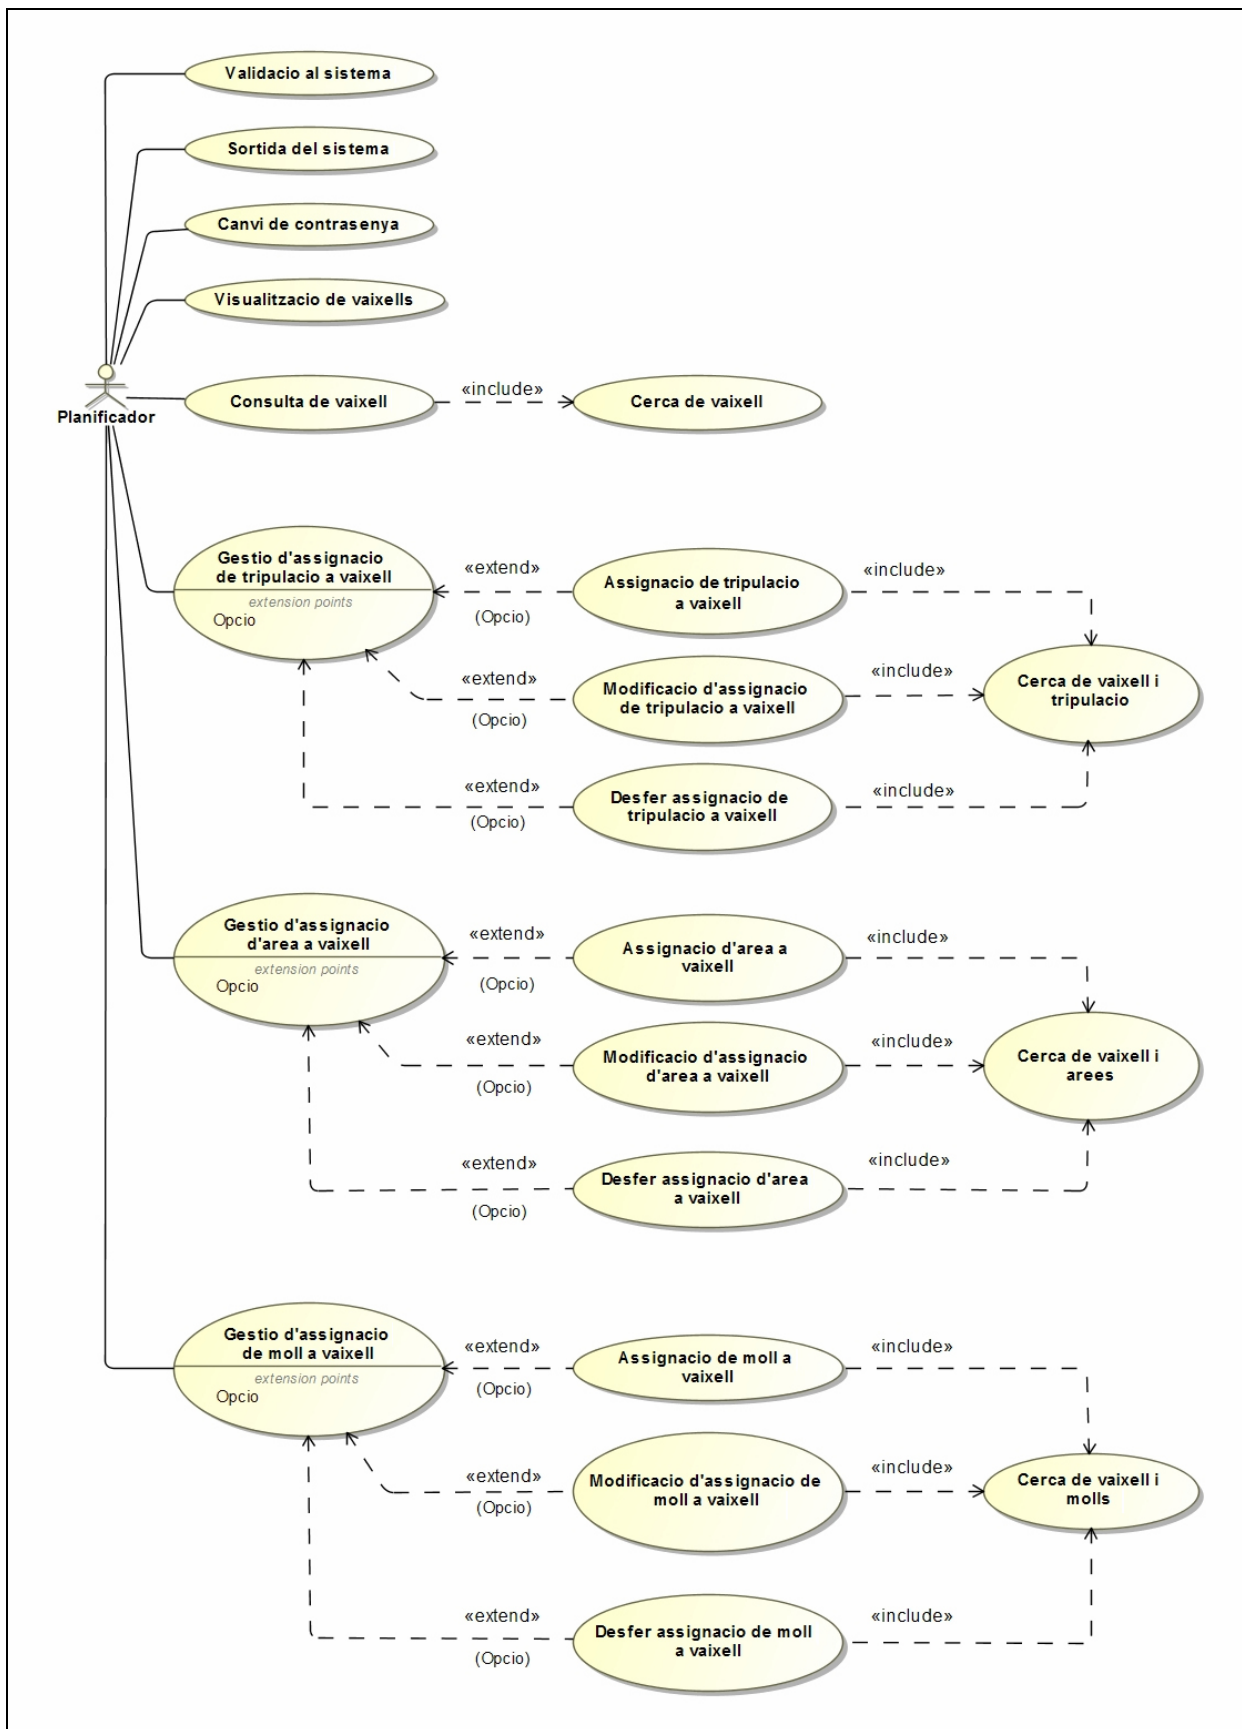 Validacio al sistema
Sortida del sistema
Canvi de contrasenya
Visualitzacio de vaixells
Planificador
Consulta de vaixell
«include»
Cerca de vaixell
Gestio d'assignacio
de tripulacio a vaixell
extension points
Opcio
«extend»
(Opcio)
Assignacio de tripulacio
a vaixell
«include»
«extend»
(Opcio)
Modificacio d'assignacio
de tripulacio a vaixell
«include»
Cerca de vaixell i
tripulacio
«extend»
(Opcio)
Desfer assignacio de
tripulacio a vaixell
«include»
Gestio d'assignacio
d'area a vaixell
extension points
Opcio
«extend»
(Opcio)
Assignacio d'area a
vaixell
«include»
«extend»
(Opcio)
Modificacio d'assignacio
d'area a vaixell
«include»
Cerca de vaixell i
arees
«extend»
(Opcio)
Desfer assignacio d'area
a vaixell
«include»
Gestio d'assignacio
de moll a vaixell
extension points
Opcio
«extend»
(Opcio)
Assignacio de moll a
vaixell
«include»
«extend»
(Opcio)
Modificacio d'assignacio de
moll a vaixell
«include»
Cerca de vaixell i
molls
«extend»
(Opcio)
Desfer assignacio de moll
a vaixell
«include»